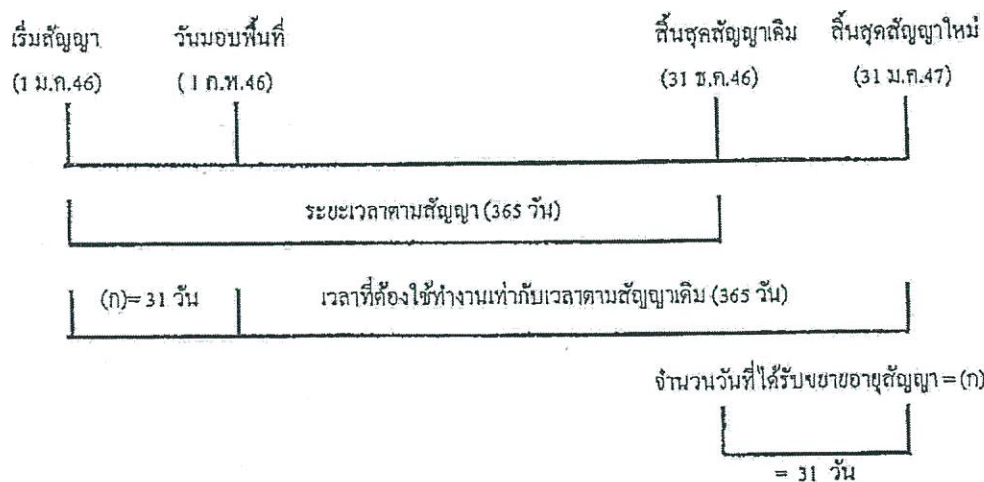 เริ่มสัญญา วันมอบพื้นที่ สิ้นสุดสัญญาเดิม สิ้นสุดสัญญาใหม่
(1 ม.ค.46) (1 ก.พ.46) (31 ธ.ค.46) (31 ม.ค.47)
ระยะเวลาตามสัญญา (365 วัน)
(ก)= 31 วัน เวลาที่ต้องใช้ทำงานเท่ากับเวลาตามสัญญาเดิม (365 วัน)
จำนวนวันที่ได้รับขยายอายุสัญญา = (ก)
= 31 วัน